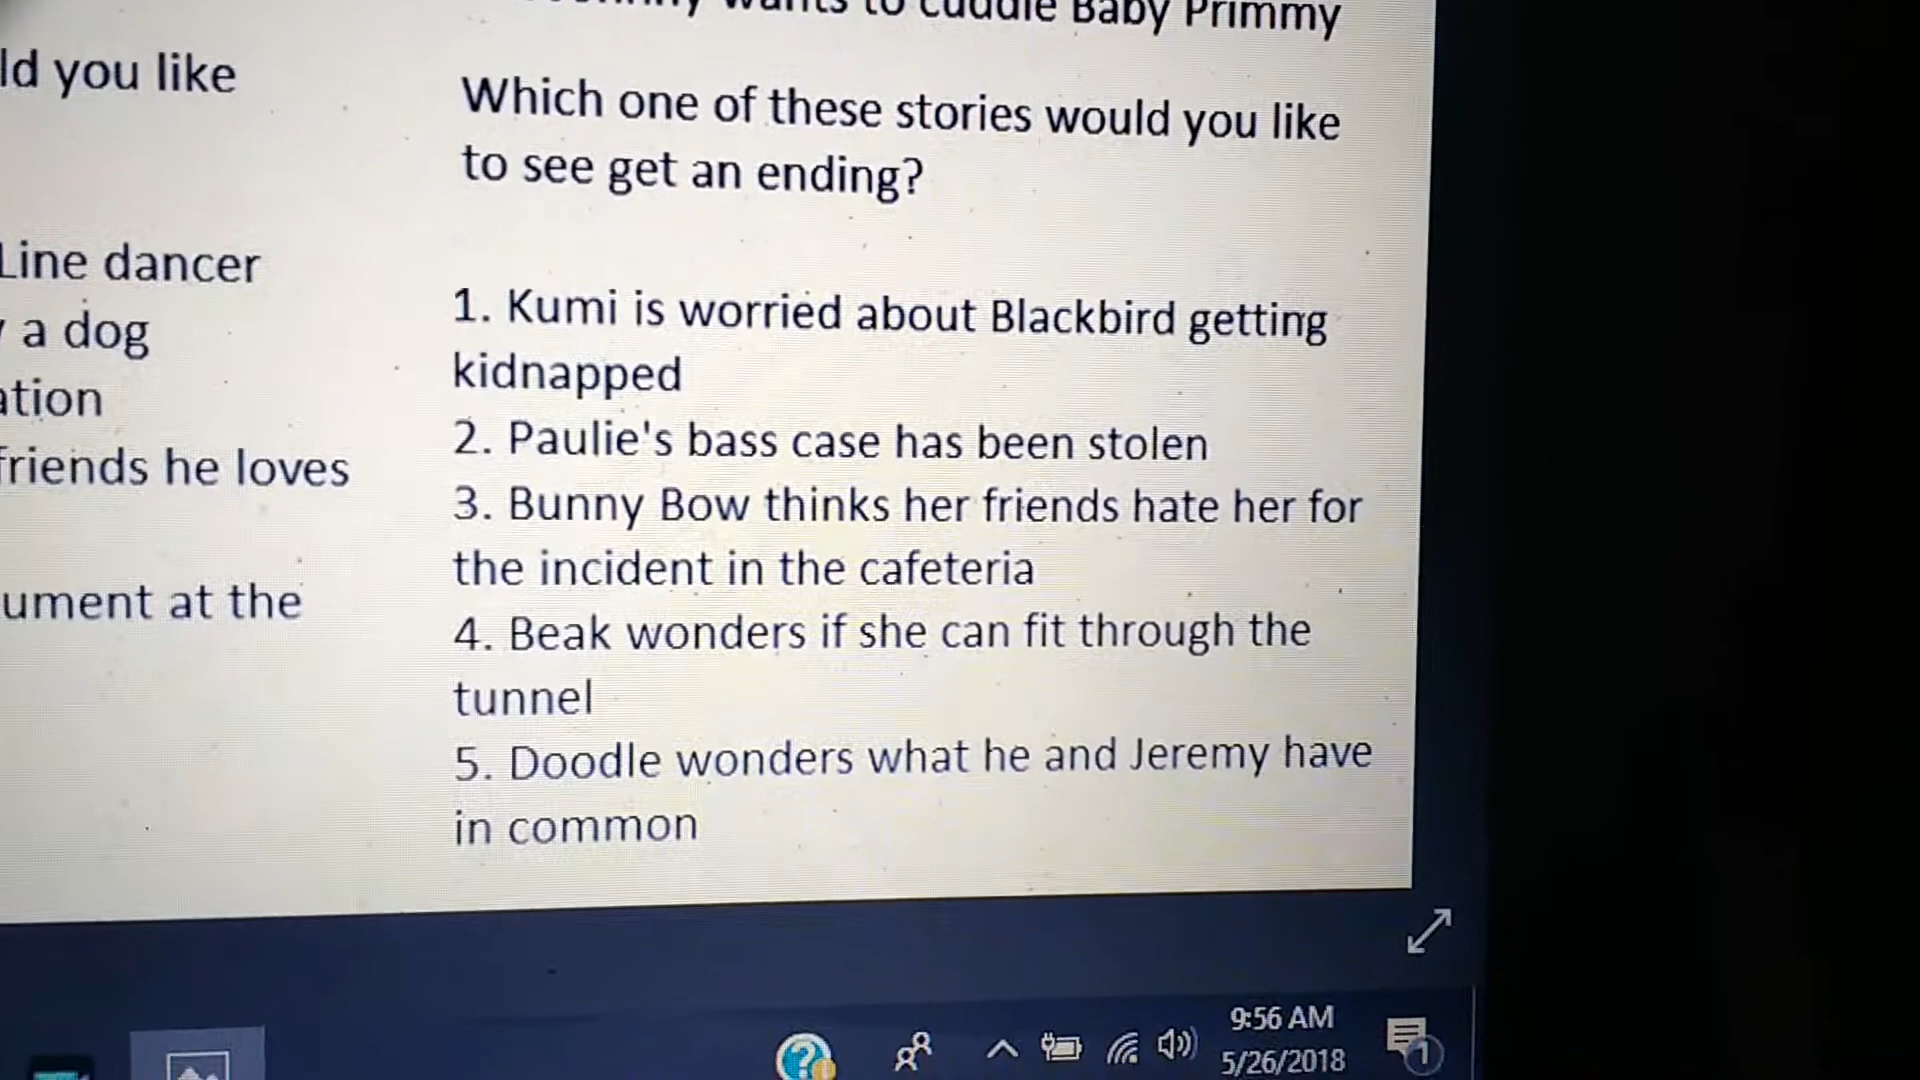 wants to cuddle Baby Primmy
you like
Line dancer
a dog
friends he loves
at the
Which one of these stories would you like
to see get an ending?
1. Kumi is worried about Blackbird getting
kidnapped
2. Paulie's bass case has been stolen
3. Bunny Bow thinks her friends hate her for
the incident in the cafeteria
4. Beak wonders if she can fit through the
tunnel
5. Doodle wonders what he and Jeremy have
in common
9:56 AM
5/26/2018
1